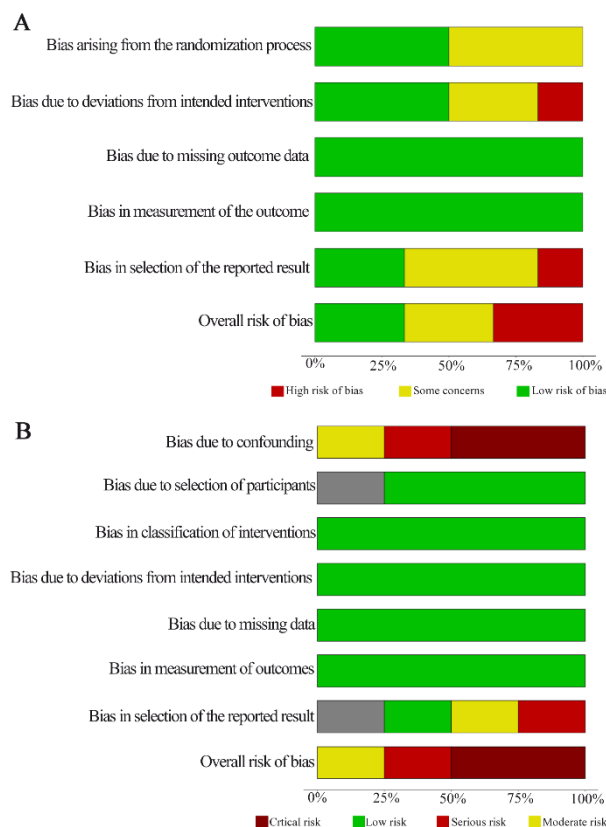 A
Bias arising from the randomization process
Bias due to deviations from intended interventions
Bias due to missing outcome data
Bias in measurement of the outcome
Bias in selection of the reported result
Overall risk of bias
0% 25% 50% 75% 100%
High risk of bias Some concerns Low risk of bias
B
Bias due to confounding
Bias due to selection of participants
Bias in classification of interventions
Bias due to deviations from intended interventions
Bias due to missing data
Bias in measurement of outcomes
Bias in selection of the reported result
Overall risk of bias
0% 25% 50% 75% 100%
Crtical risk Low risk Serious risk Moderate risk